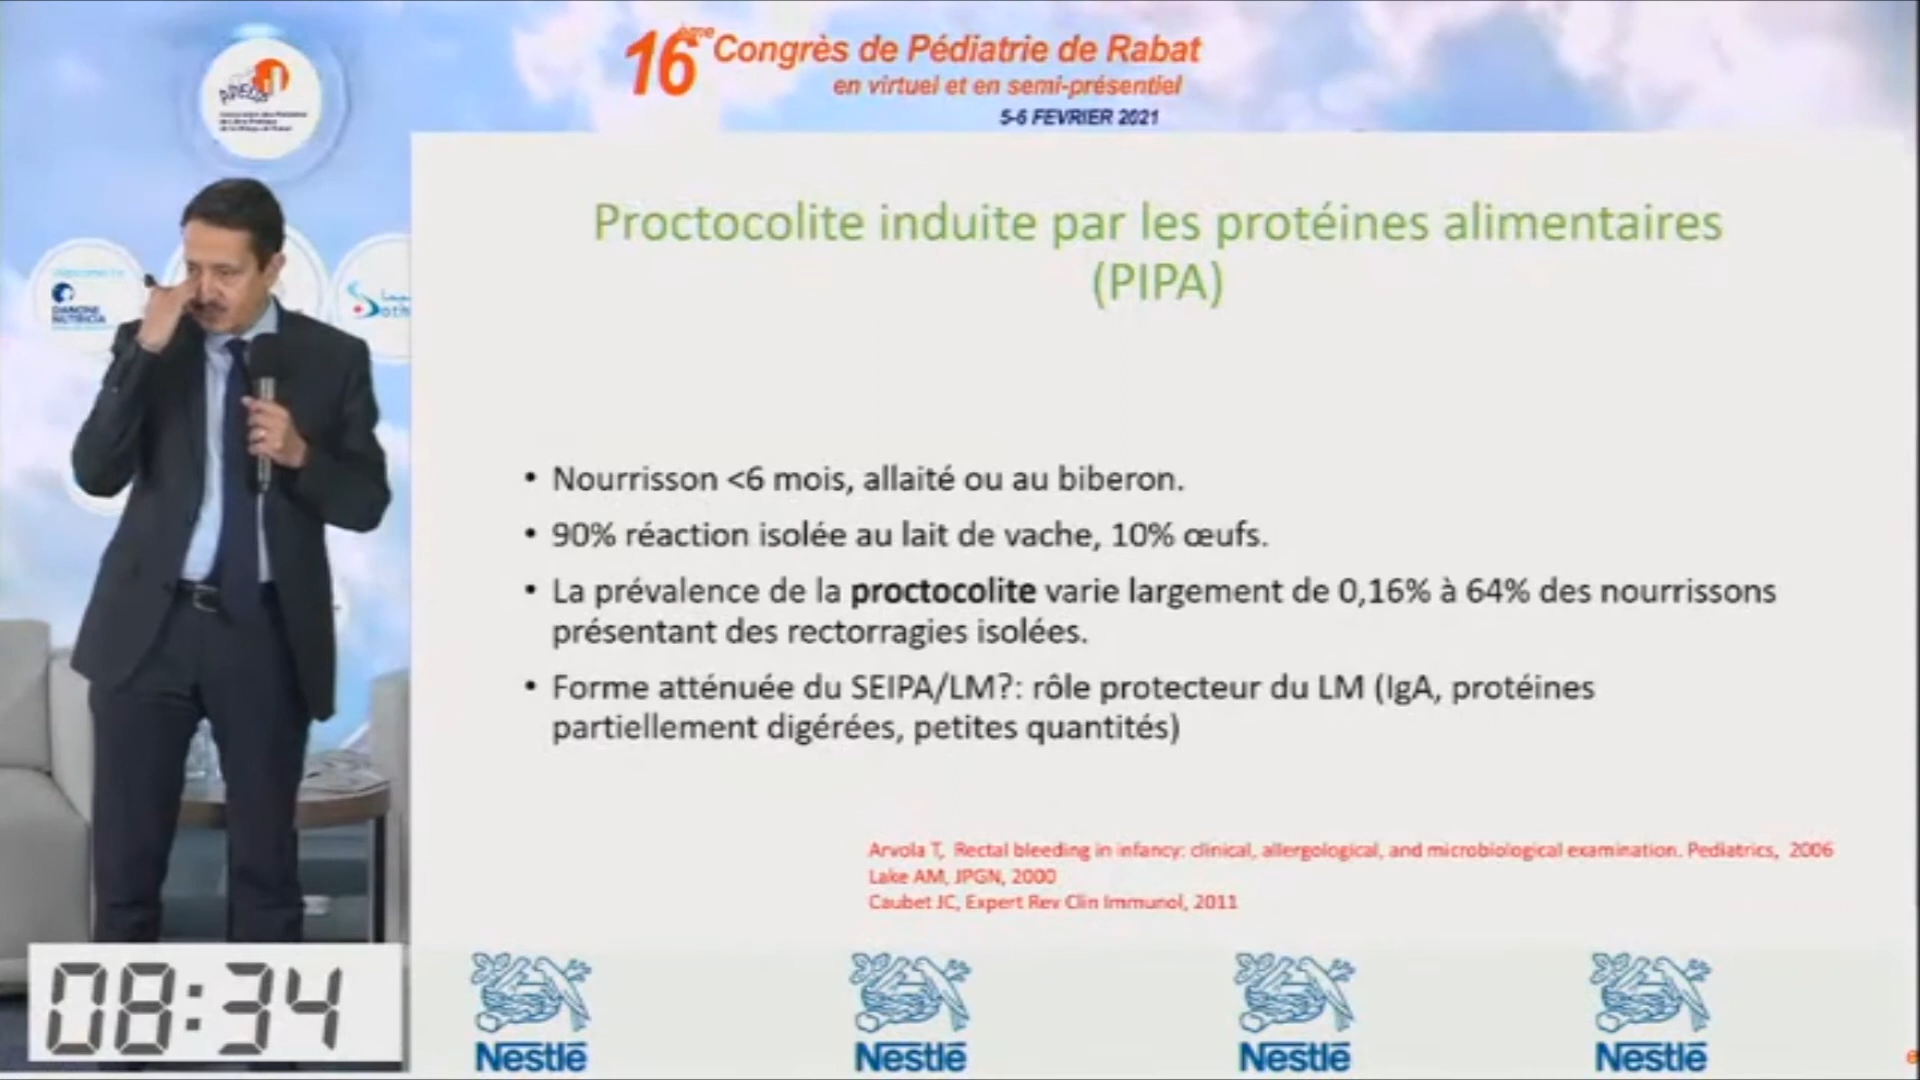 16ème Congrès de Pédiatrie de Rabat
en virtuel et en semi-présentiel
5-6 FEVRIER 2021
DANONE
NUTRICIA
Proctocolite induite par les protéines alimentaires
(PIPA)
• Nourrisson <6 mois, allaité ou au biberon.
• 90% réaction isolée au lait de vache, 10% œufs.
• La prévalence de la proctocolite varie largement de 0,16% à 64% des nourrissons
présentant des rectorragies isolées.
• Forme atténuée du SEIPA/LM?: rôle protecteur du LM (IgA, protéines
partiellement digérées, petites quantités)
Arvola T, Rectal bleeding in infancy: clinical, allergological, and microbiological examination. Pediatrics, 2006
Lake AM, JPGN, 2000
Caubet JC, Expert Rev Clin Immunol, 2011
08:34
Nestlé
Nestlé
Nestlé
Nestlé